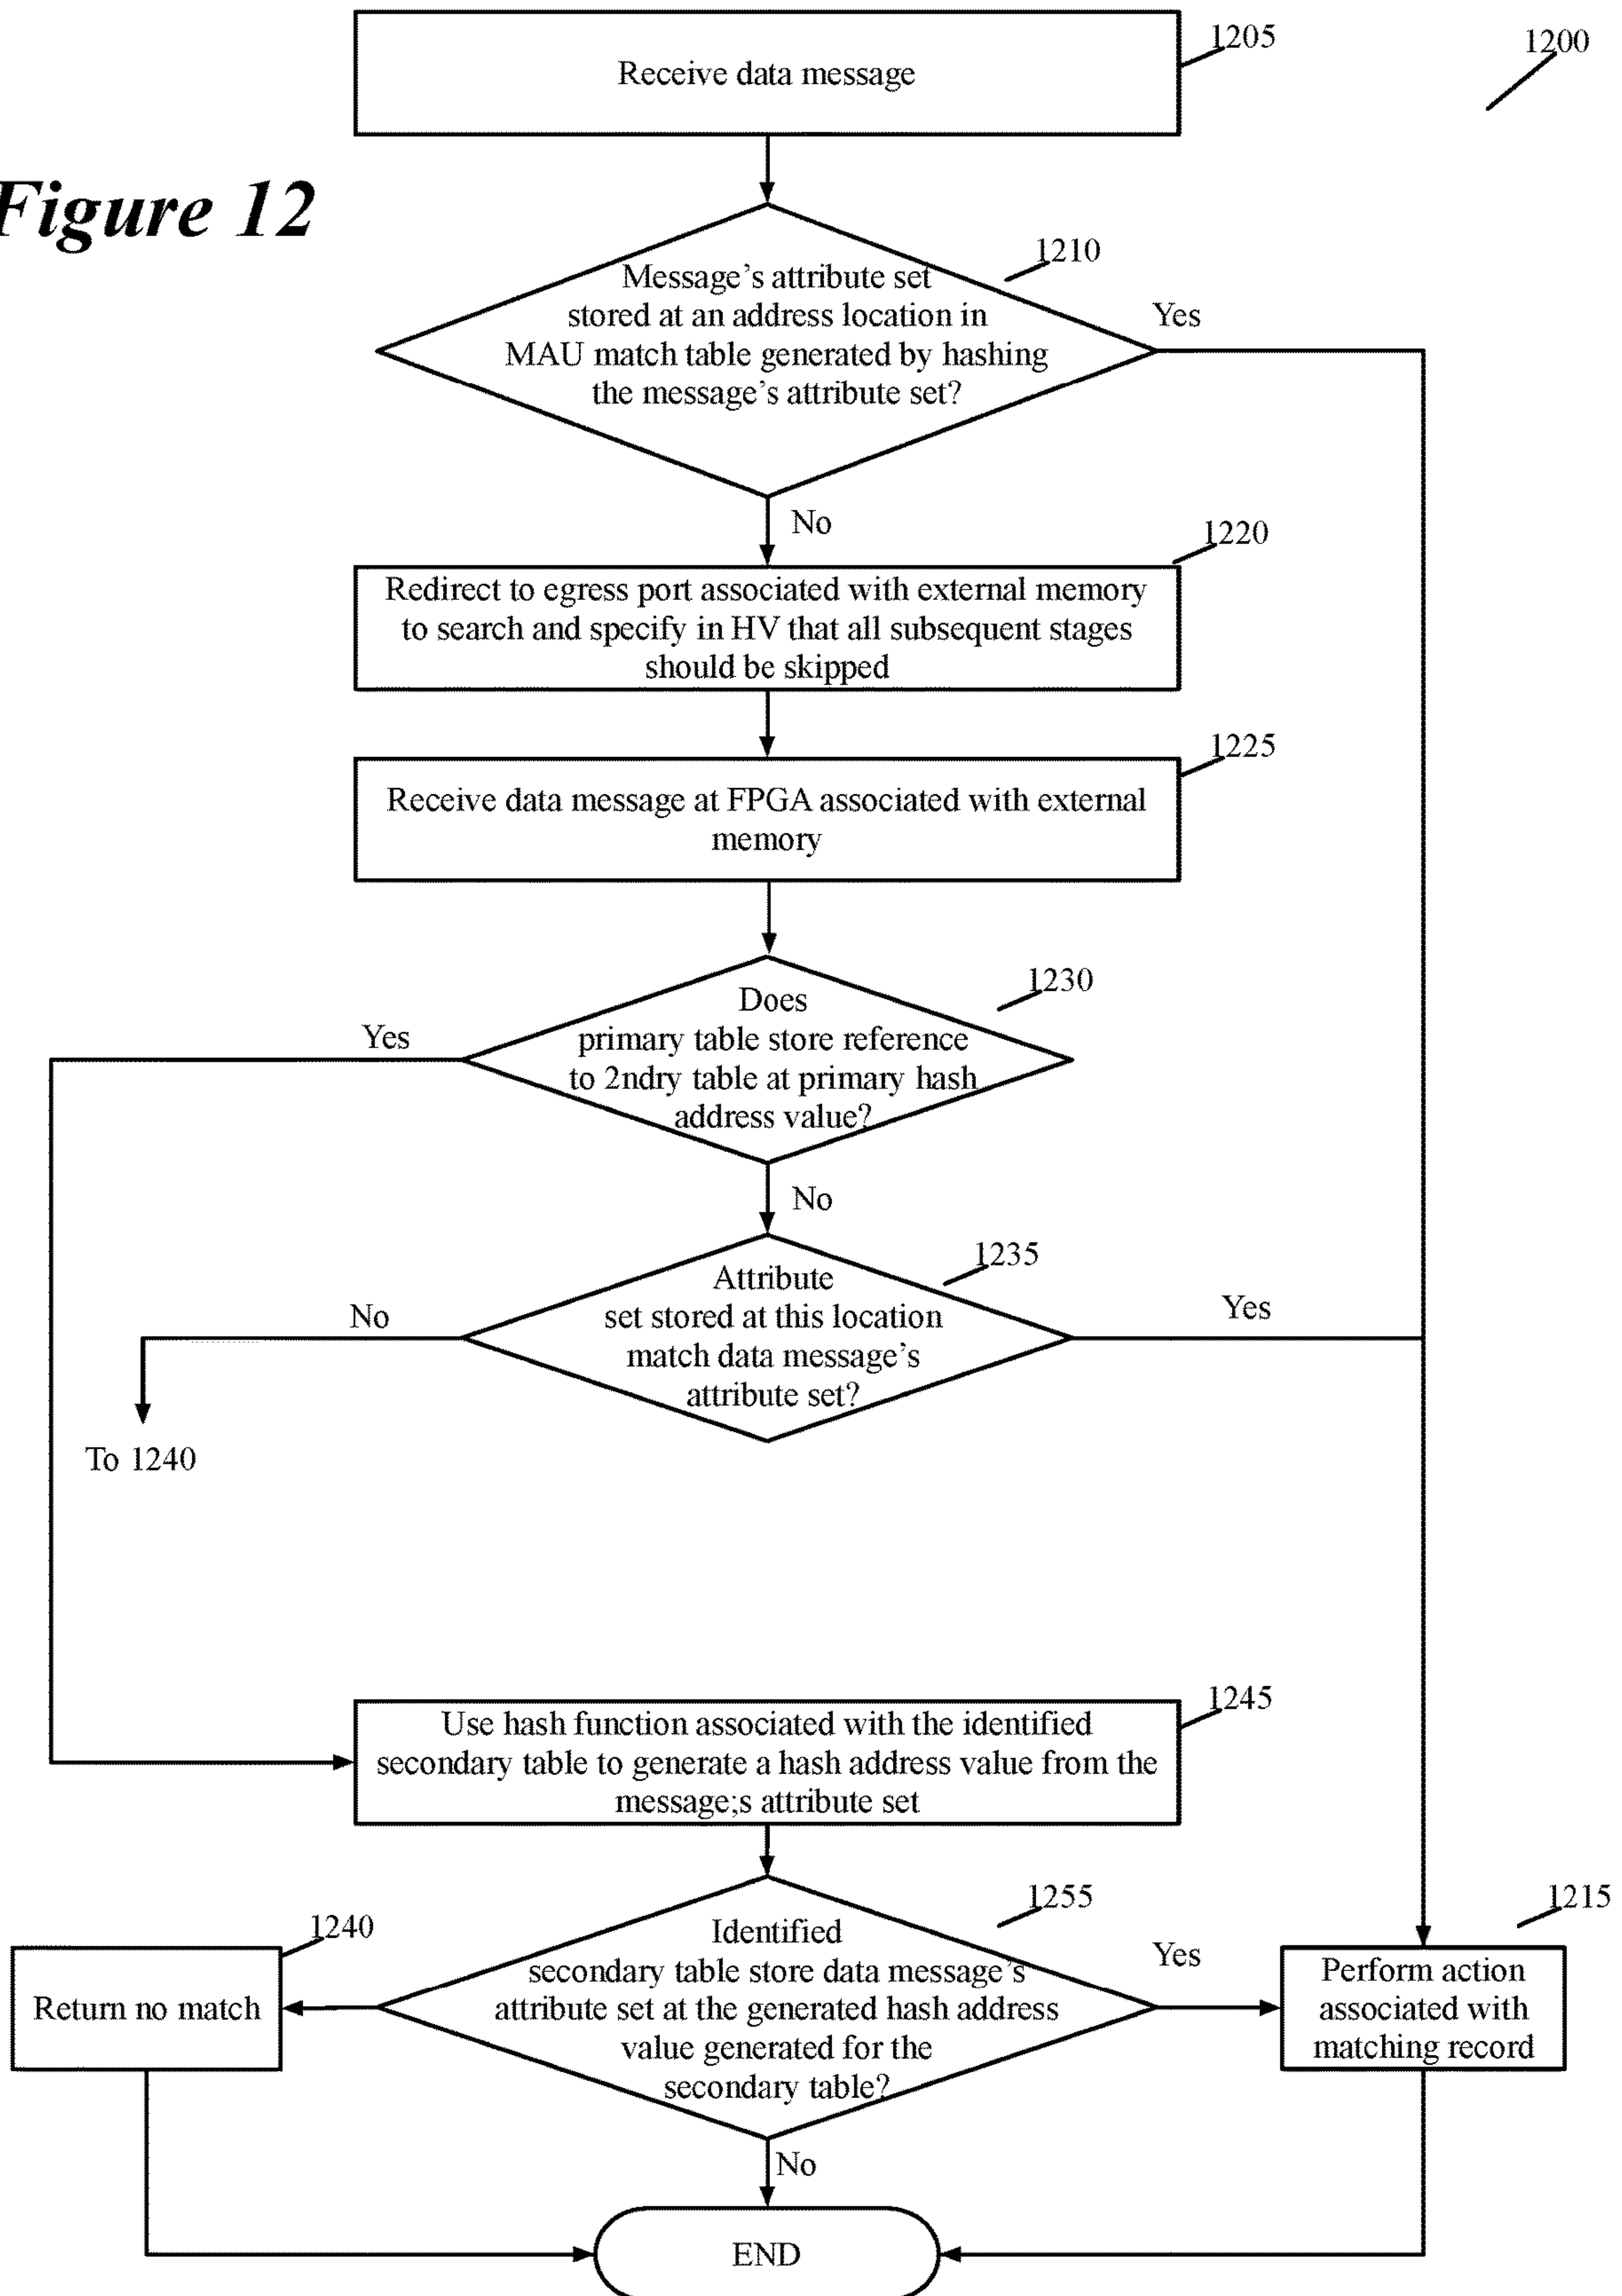 1205
1200
Receive data message
Figure 12
1210
Message’s attribute set
stored at an address location in
MAU match table generated by hashing
the message’s attribute set?
Yes
No
1220
Redirect to egress port associated with external memory
to search and specify in HV that all subsequent stages
should be skipped
1225
Receive data message at FPGA associated with external
memory
1230
Does
primary table store reference
to 2ndry table at primary hash
address value?
Yes
No
1235
Attribute
set stored at this location
match data message’s
attribute set?
No
Yes
To 1240
1245
Use hash function associated with the identified
secondary table to generate a hash address value from the
message;s attribute set
1255
1215
1240
Identified
secondary table store data message’s
attribute set at the generated hash address
value generated for the
secondary table?
Yes
Return no match
Perform action
associated with
matching record
No
END